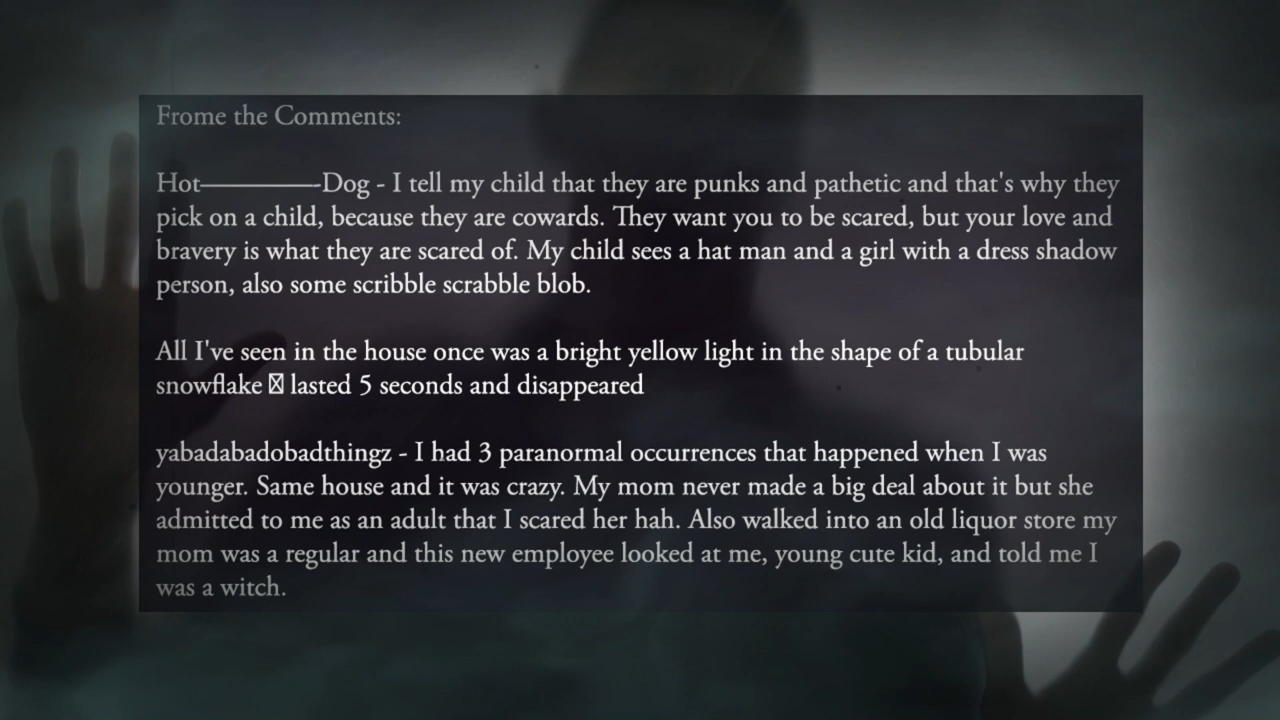 Frome the Comments:
Hot————-Dog - I tell my child that they are punks and pathetic and that's why they
pick on a child, because they are cowards. They want you to be scared, but your love and
bravery is what they are scared of. My child sees a hat man and a girl with a dress shadow
person, also some scribble scrabble blob.
All I've seen in the house once was a bright yellow light in the shape of a tubular
snowflake lasted 5 seconds and disappeared
yabadabadobadthingz - I had 3 paranormal occurrences that happened when I was
younger. Same house and it was crazy. My mom never made a big deal about it but she
admitted to me as an adult that I scared her hah. Also walked into an old liquor store my
mom was a regular and this new employee looked at me, young cute kid, and told me I
was a witch.